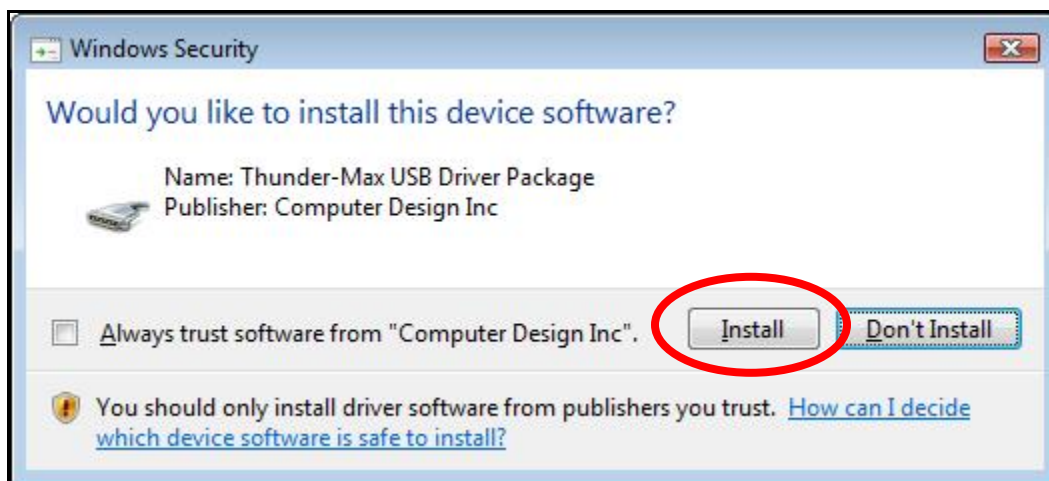 Windows Security
Would you like to install this device software?
Name: Thunder-Max USB Driver Package
Publisher: Computer Design Inc
Always trust software from "Computer Design Inc".
Install
Don't Install
You should only install driver software from publishers you trust. How can I decide
which device software is safe to install?